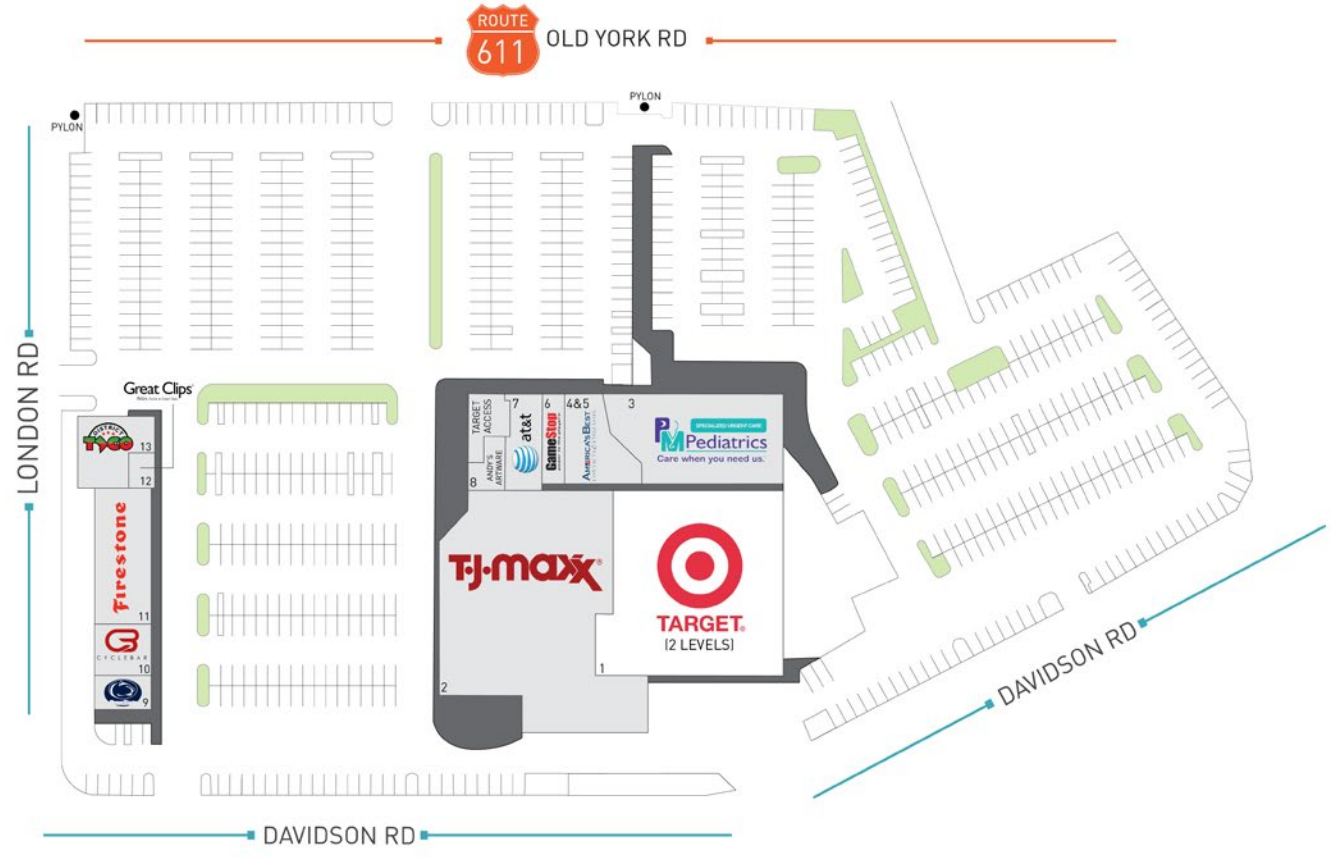 ROUTE
611
OLD YORK RD
PYLON
PYLON
LONDON RD
Great Clips
DISTRICT
TACO
13
12
Firestone
11
CYCLEBAR
10
9
TARGET
ACCESS
7
at&t
6
GameStop
4&5
AMERICA'S BEST
3
SPECIALIZED URGENT CARE
PM
Pediatrics
Care when you need us.
8
ANDY'S
ARTWARE
T·J·maxx®
2
TARGET®
(2 LEVELS)
1
DAVIDSON RD
DAVIDSON RD